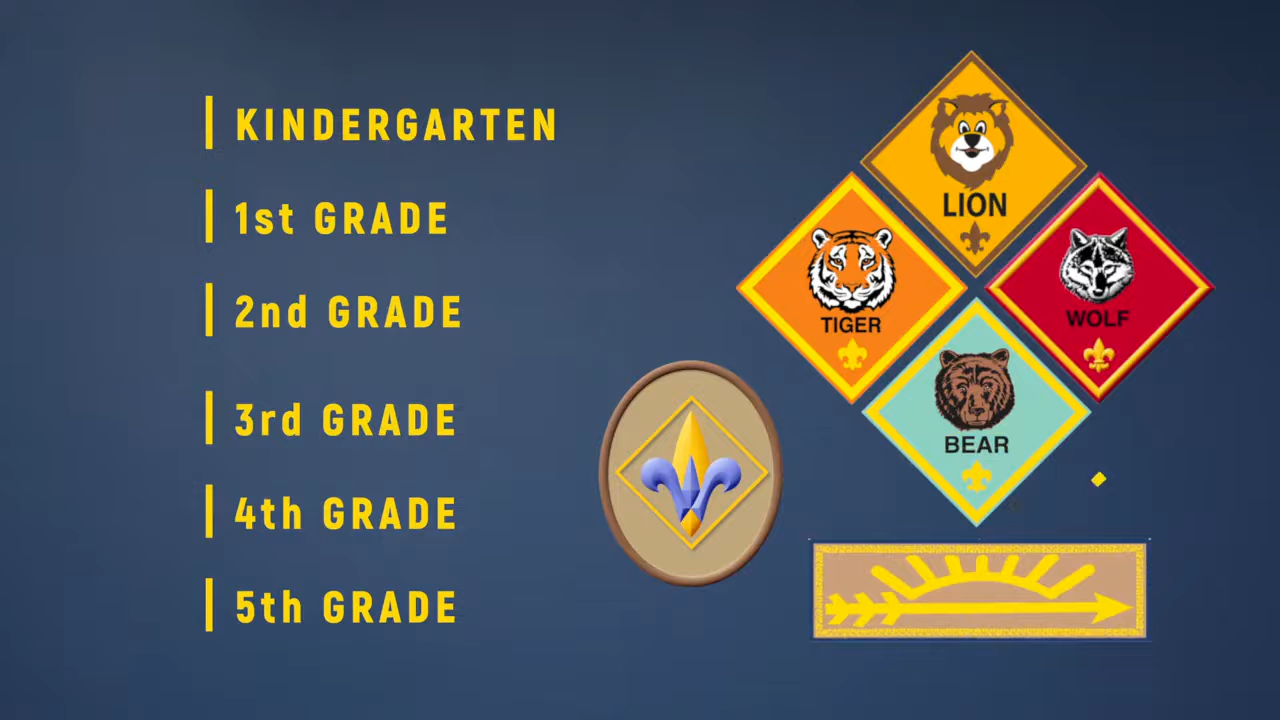 KINDERGARTEN
1st GRADE
2nd GRADE
3rd GRADE
4th GRADE
5th GRADE
LION
TIGER
WOLF
BEAR